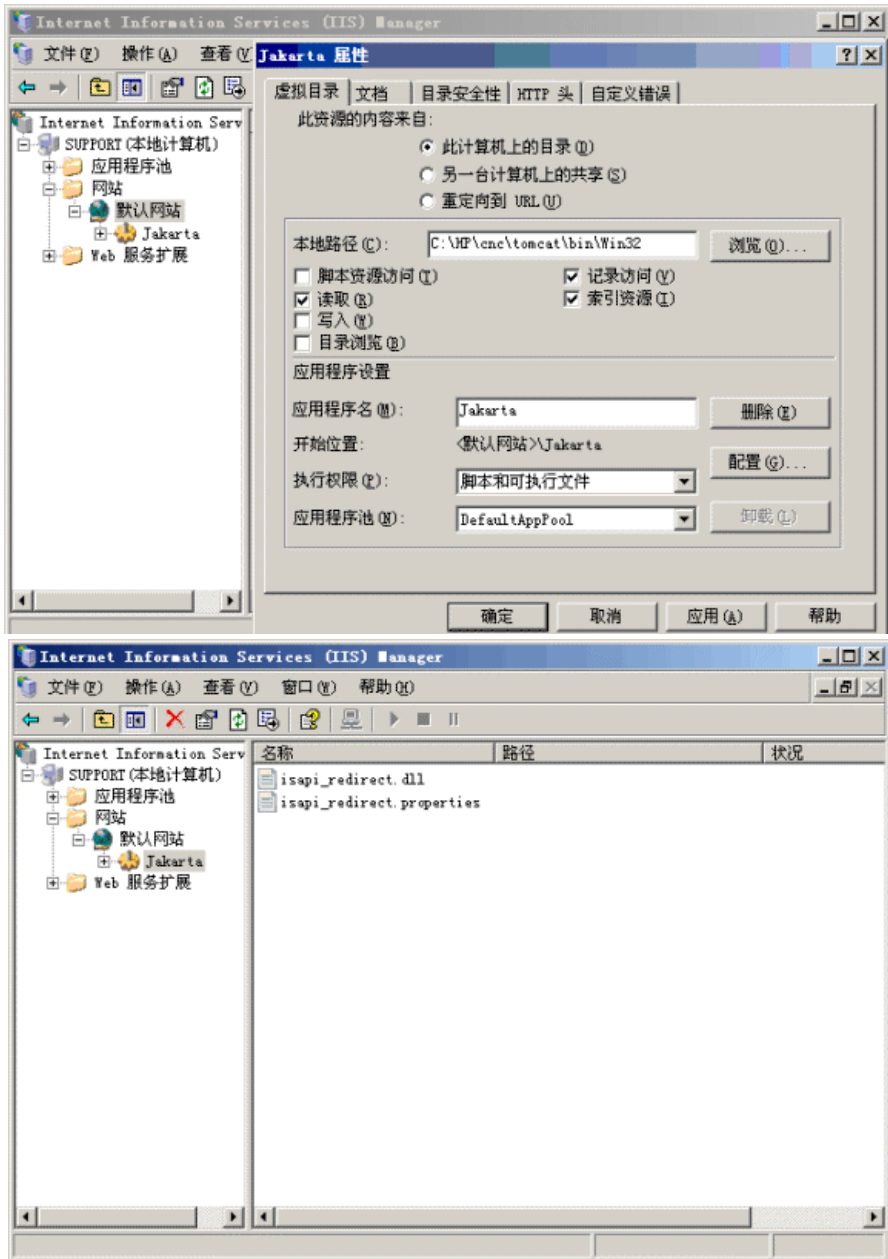 Internet Information Services (IIS) Manager
文件(F) 操作(A) 查看(V
Jakarta 属性
虚拟目录 文档 目录安全性 HTTP 头 自定义错误
Internet Information Serv
SUPPORT(本地计算机)
应用程序池
网站
默认网站
Jakarta
Web 服务扩展
此资源的内容来自:
此计算机上的目录(D)
另一台计算机上的共享(S)
重定向到 URL(U)
本地路径(C): C:\HP\cnc\tomcat\bin\Win32 浏览(O)...
脚本资源访问(T) 记录访问(V)
读取(R) 索引资源(I)
写入(W)
目录浏览(B)
应用程序设置
应用程序名(M): Jakarta 删除(E)
开始位置: <默认网站>\Jakarta
配置(G)...
执行权限(P): 脚本和可执行文件
应用程序池(N): DefaultAppPool 卸载(L)
确定 取消 应用(A) 帮助
Internet Information Services (IIS) Manager
文件(F) 操作(A) 查看(V) 窗口(W) 帮助(H)
Internet Information Serv
SUPPORT(本地计算机)
应用程序池
网站
默认网站
Jakarta
Web 服务扩展
名称 路径 状况
isapi_redirect.dll
isapi_redirect.properties